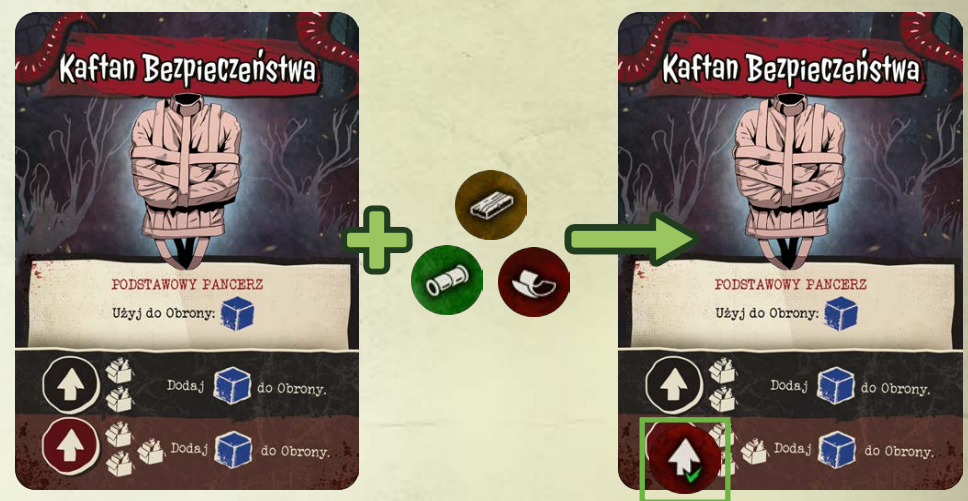 Kaftan Bezpieczeństwa
PODSTAWOWY PANCERZ
Użyj do Obrony:
Dodaj do Obrony.
Dodaj do Obrony.
Kaftan Bezpieczeństwa
PODSTAWOWY PANCERZ
Użyj do Obrony:
Dodaj do Obrony.
Dodaj do Obrony.